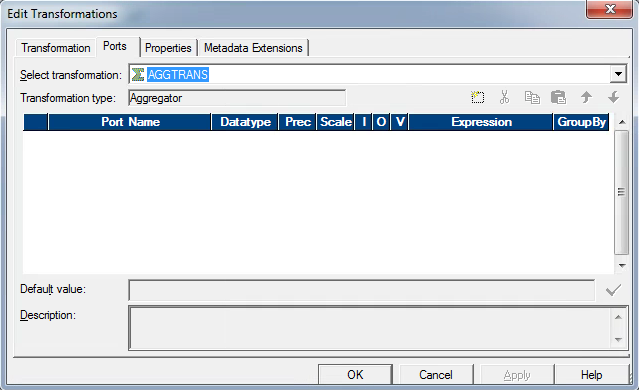 Edit Transformations
Transformation Ports Properties Metadata Extensions
Select transformation: AGGTRANS
Transformation type: Aggregator
Port Name Datatype Prec Scale I O V Expression GroupBy
Default value:
Description:
OK Cancel Apply Help